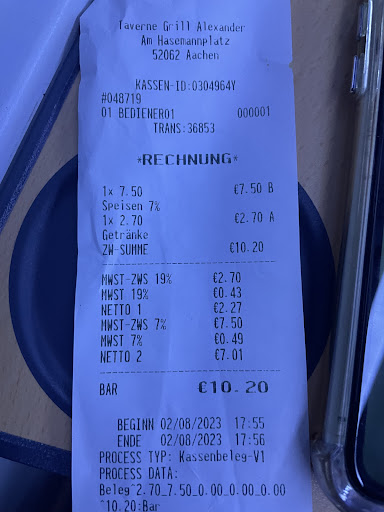 Taverne Grill Alexander
Am Hasemannplatz
52062 Aachen
KASSEN-ID:0304964Y
#048719
01 BEDIENER01 000001
TRANS:36853
*RECHNUNG*
1x 7.50 €7.50 B
Speisen 7%
1x 2.70 €2.70 A
Getränke
ZW-SUMME €10.20
MWST-ZWS 19% €2.70
MWST 19% €0.43
NETTO 1 €2.27
MWST-ZWS 7% €7.50
MWST 7% €0.49
NETTO 2 €7.01
BAR €10.20
BEGINN 02/08/2023 17:55
ENDE 02/08/2023 17:56
PROCESS TYP: Kassenbeleg-V1
PROCESS DATA:
Beleg^2.70_7.50_0.00_0.00_0.00
^10.20:Bar